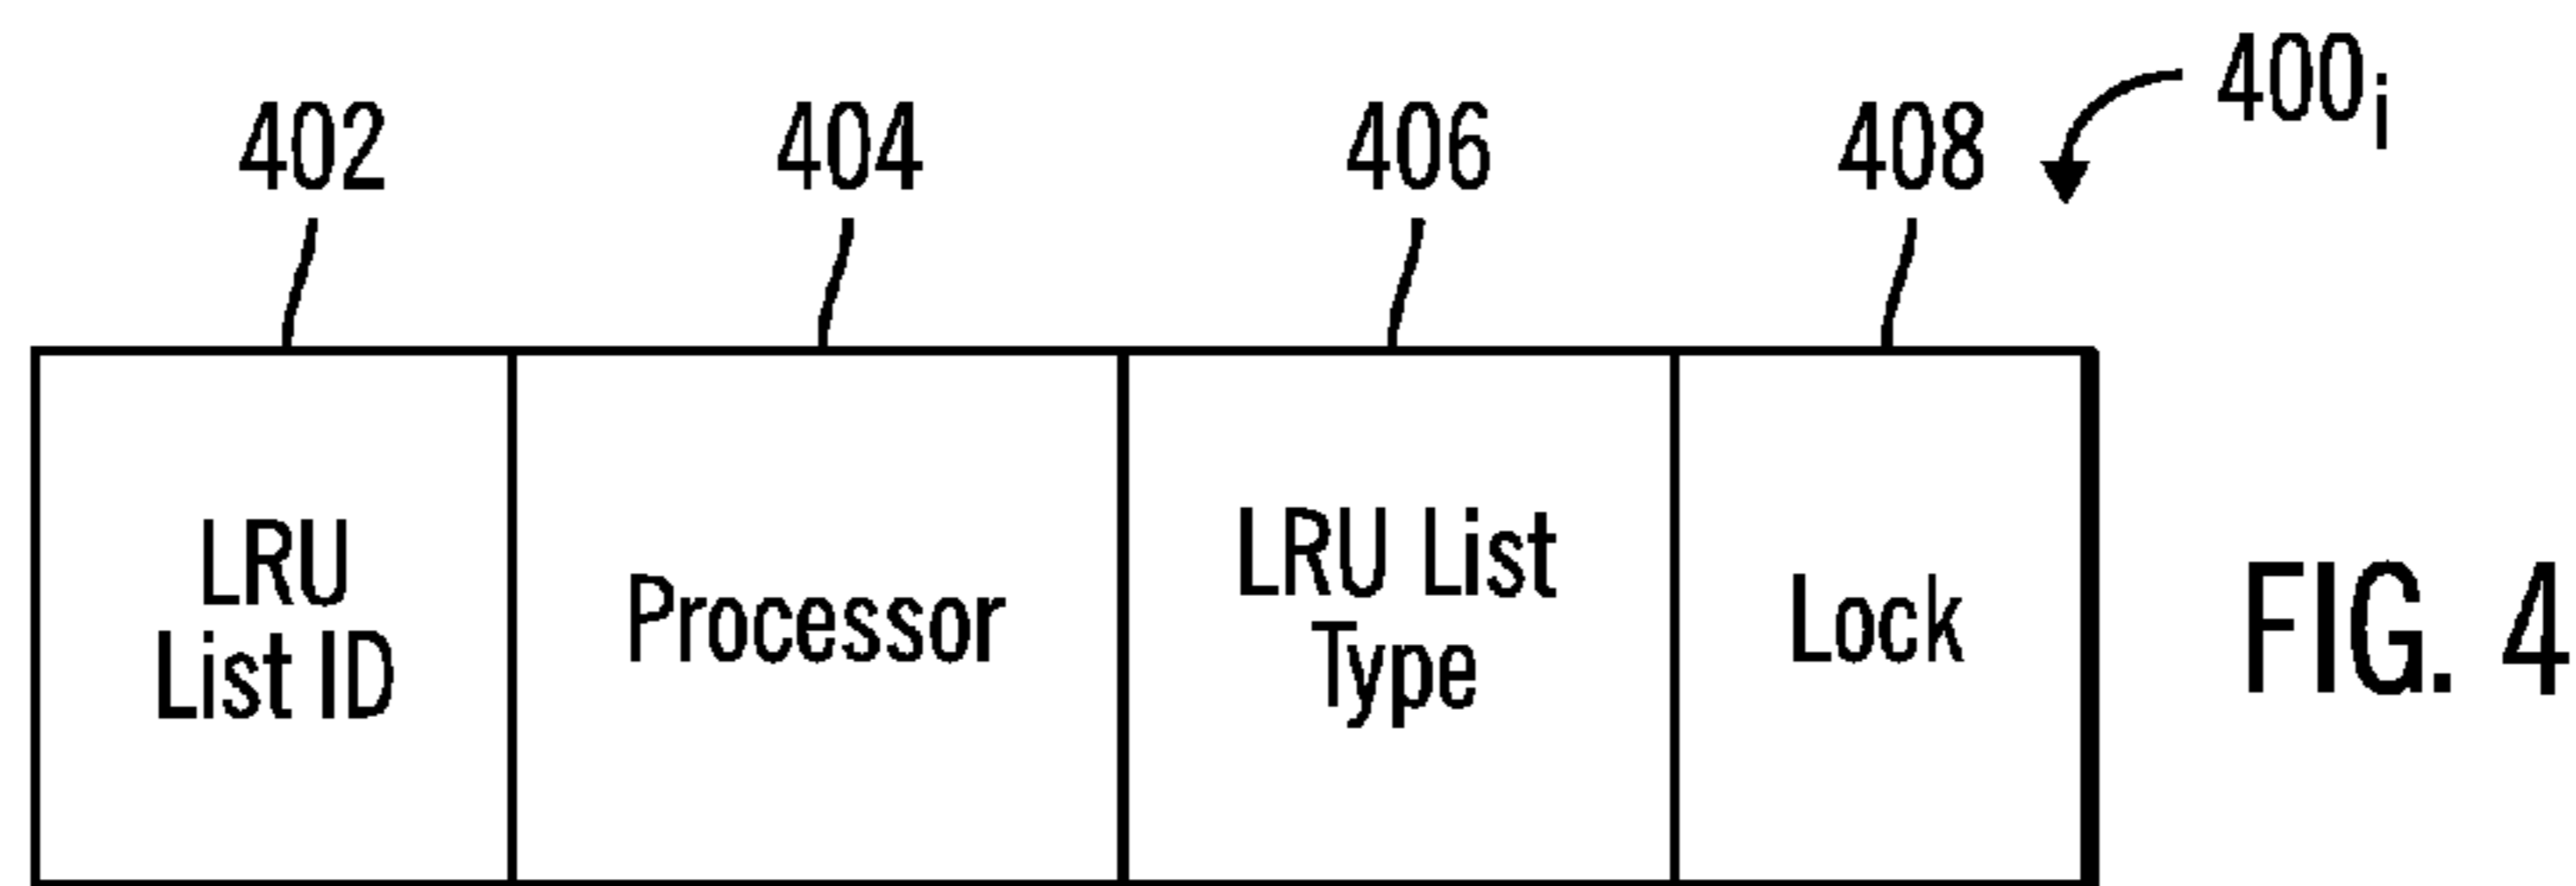 400i
402 404 406 408
LRU
List ID
Processor
LRU List
Type
Lock
FIG. 4